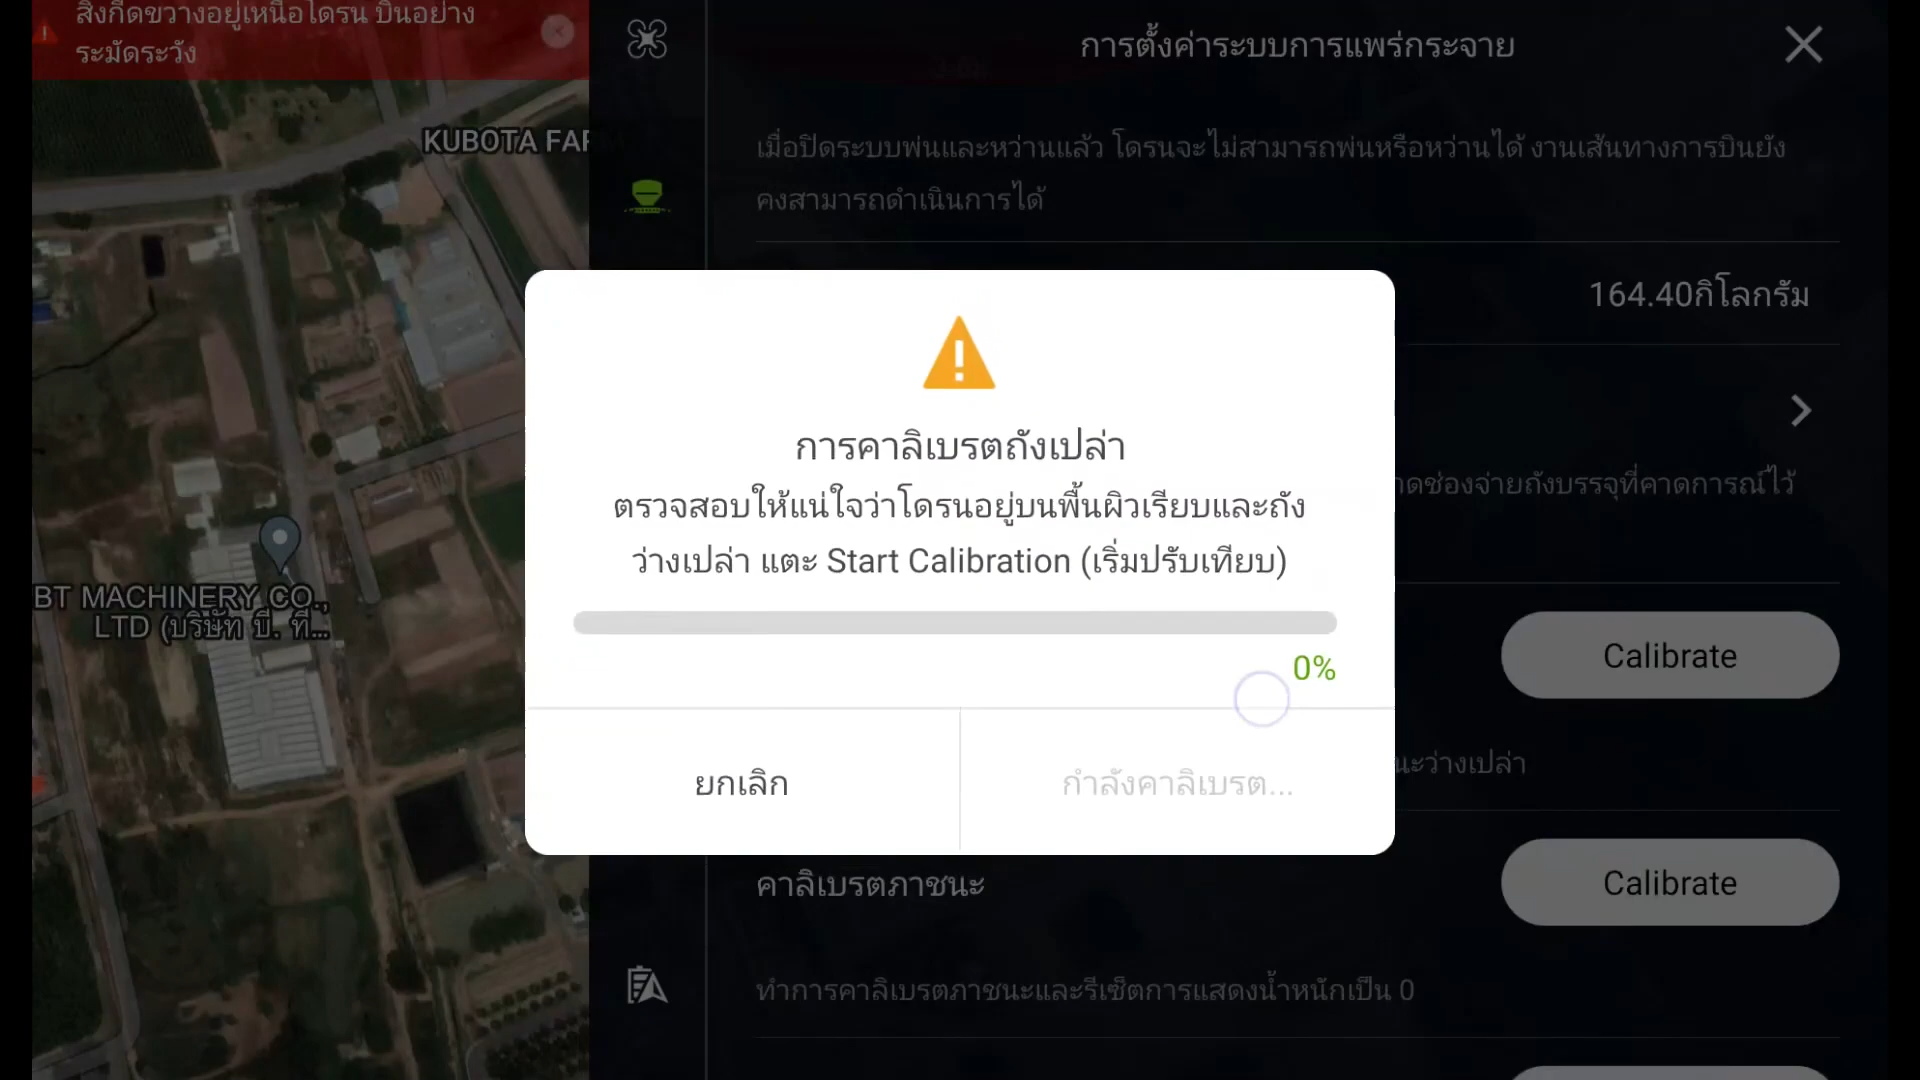 สิ่งกีดขวางอยู่เหนือโดรน บินอย่าง
ระมัดระวัง
KUBOTA FAR
BT MACHINERY CO.,
LTD (บริษัท บี. ที...
การตั้งค่าระบบการแพร่กระจาย
เมื่อปิดระบบพ่นและหว่านแล้ว โดรนจะไม่สามารถพ่นหรือหว่านได้ งานเส้นทางการบินยัง
คงสามารถดำเนินการได้
164.40กิโลกรัม
ช่องจ่ายถังบรรจุที่คาดการณ์ไว้
การคาลิเบรตถังเปล่า
ตรวจสอบให้แน่ใจว่าโดรนอยู่บนพื้นผิวเรียบและถัง
ว่างเปล่า แตะ Start Calibration (เริ่มปรับเทียบ)
0%
ยกเลิก
กำลังคาลิเบรต...
Calibrate
นะว่างเปล่า
คาลิเบรตภาชนะ
Calibrate
ทำการคาลิเบรตภาชนะและรีเซ็ตการแสดงน้ำหนักเป็น 0